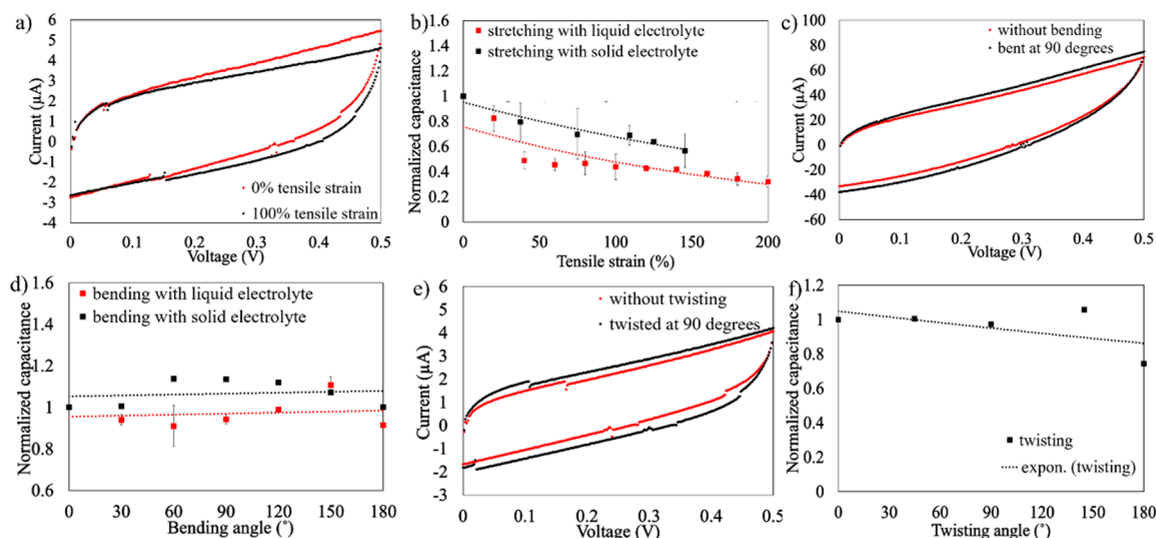 a)
Current (µA)
6
5
4
3
2
1
0
-1
-2
-3
-4
0
0.1
0.2
0.3
0.4
0.5
Voltage (V)
0% tensile strain
100% tensile strain
b)
Normalized capacitance
1.6
1.4
1.2
1
0.8
0.6
0.4
0.2
0
0
50
100
150
200
Tensile strain (%)
stretching with liquid electrolyte
stretching with solid electrolyte
c)
Current (µA)
100
80
60
40
20
0
-20
-40
-60
0
0.1
0.2
0.3
0.4
0.5
Voltage (V)
without bending
bent at 90 degrees
d)
Normalized capacitance
1.6
1.4
1.2
1
0.8
0.6
0
30
60
90
120
150
180
Bending angle (°)
bending with liquid electrolyte
bending with solid electrolyte
e)
Current (µA)
6
5
4
3
2
1
0
-1
-2
-3
0
0.1
0.2
0.3
0.4
0.5
Voltage (V)
without twisting
twisted at 90 degrees
f)
Normalized capacitance
1.2
1
0.8
0.6
0.4
0.2
0
0
45
90
135
180
Twisting angle (°)
twisting
expon. (twisting)